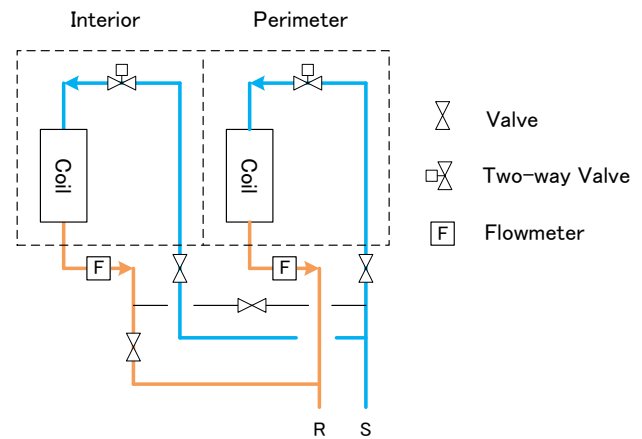 Interior
Perimeter
Coil
Coil
Valve
Two-way Valve
F
Flowmeter
F
F
R
S